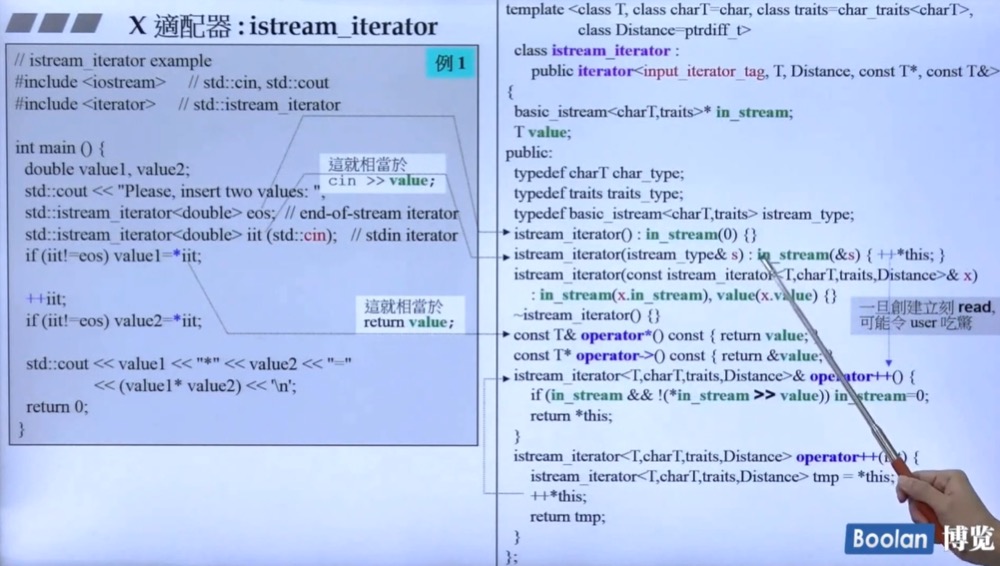 X 適配器 : istream_iterator
// istream_iterator example
例 1
#include <iostream> // std::cin, std::cout
#include <iterator> // std::istream_iterator
int main () {
double value1, value2;
std::cout << "Please, insert two values: ";
這就相當於
cin >> value;
std::istream_iterator<double> eos; // end-of-stream iterator
std::istream_iterator<double> iit (std::cin); // stdin iterator
if (iit!=eos) value1=*iit;
++iit;
if (iit!=eos) value2=*iit;
這就相當於
return value;
std::cout << value1 << "*" << value2 << "="
<< (value1* value2) << '\n';
return 0;
}
template <class T, class charT=char, class traits=char_traits<charT>,
class Distance=ptrdiff_t>
class istream_iterator :
public iterator<input_iterator_tag, T, Distance, const T*, const T&>
{
basic_istream<charT,traits>* in_stream;
T value;
public:
typedef charT char_type;
typedef traits traits_type;
typedef basic_istream<charT,traits> istream_type;
istream_iterator() : in_stream(0) {}
istream_iterator(istream_type& s) : in_stream(&s) { ++*this; }
istream_iterator(const istream_iterator<T,charT,traits,Distance>& x)
: in_stream(x.in_stream), value(x.value) {}
~istream_iterator() {}
一旦創建立刻 read,
可能令 user 吃驚
const T& operator*() const { return value; }
const T* operator->() const { return &value; }
istream_iterator<T,charT,traits,Distance>& operator++() {
if (in_stream && !(*in_stream >> value)) in_stream=0;
return *this;
}
istream_iterator<T,charT,traits,Distance> operator++(int) {
istream_iterator<T,charT,traits,Distance> tmp = *this;
++*this;
return tmp;
}
};
Boolan 博览